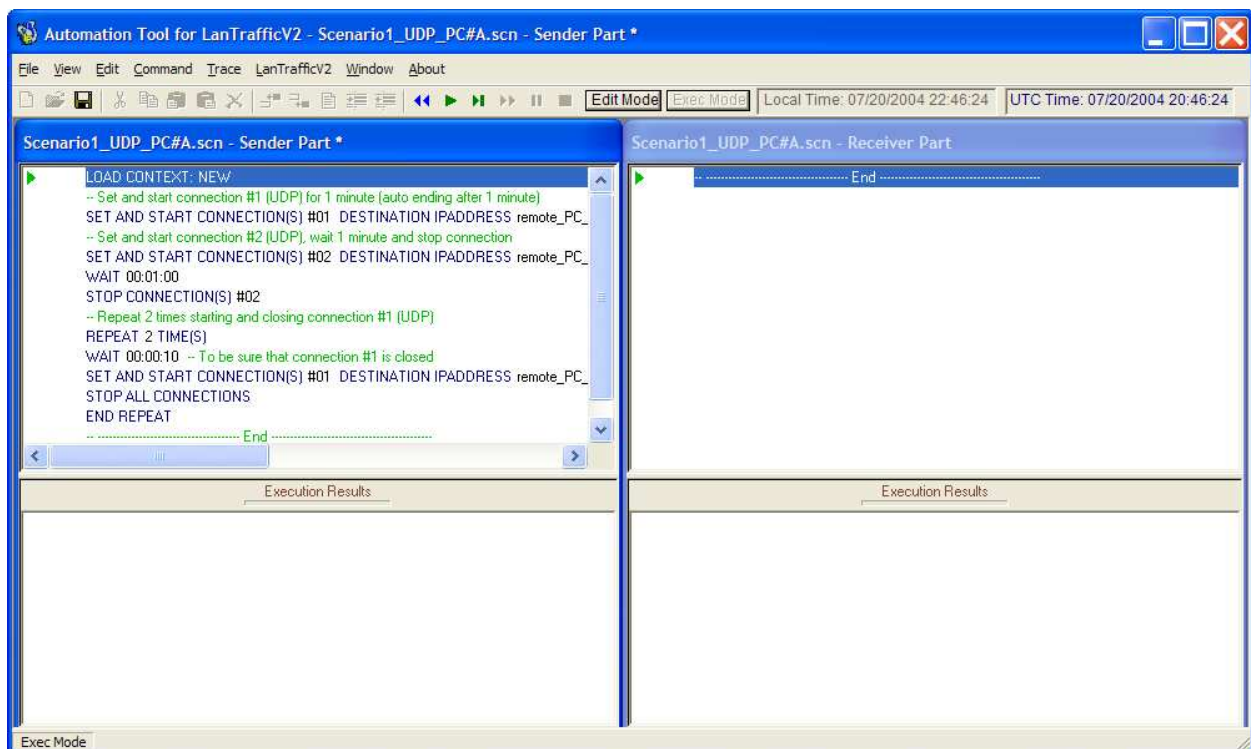 Automation Tool for LanTrafficV2 - Scenario1_UDP_PC#A.scn - Sender Part *
File View Edit Command Trace LanTrafficV2 Window About
Edit Mode Exec Mode Local Time: 07/20/2004 22:46:24 UTC Time: 07/20/2004 20:46:24
Scenario1_UDP_PC#A.scn - Sender Part *
LOAD CONTEXT: NEW
-- Set and start connection #1 (UDP) for 1 minute (auto ending after 1 minute)
SET AND START CONNECTION(S) #01 DESTINATION IPADDRESS remote_PC_
-- Set and start connection #2 (UDP), wait 1 minute and stop connection
SET AND START CONNECTION(S) #02 DESTINATION IPADDRESS remote_PC_
WAIT 00:01:00
STOP CONNECTION(S) #02
-- Repeat 2 times starting and closing connection #1 (UDP)
REPEAT 2 TIME(S)
WAIT 00:00:10 -- To be sure that connection #1 is closed
SET AND START CONNECTION(S) #01 DESTINATION IPADDRESS remote_PC_
STOP ALL CONNECTIONS
END REPEAT
-- -------------------------------------- End -------------------------------------------
Execution Results
Scenario1_UDP_PC#A.scn - Receiver Part
-- -------------------------------------- End -------------------------------------------
Execution Results
Exec Mode